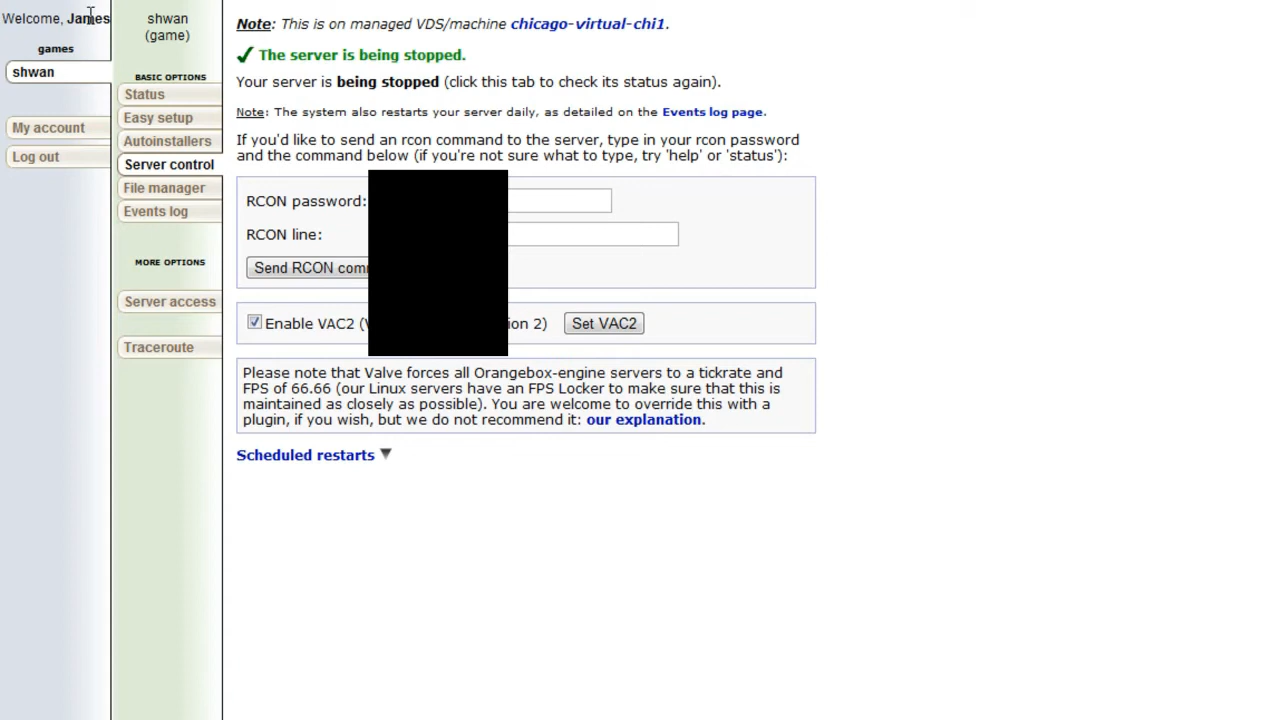 Welcome, James
games
shwan
My account
Log out
shwan
(game)
BASIC OPTIONS
Status
Easy setup
Autoinstallers
Server control
File manager
Events log
MORE OPTIONS
Server access
Traceroute
Note: This is on managed VDS/machine chicago-virtual-chi1.
The server is being stopped.
Your server is being stopped (click this tab to check its status again).
Note: The system also restarts your server daily, as detailed on the Events log page.
If you'd like to send an rcon command to the server, type in your rcon password
and the command below (if you're not sure what to type, try 'help' or 'status'):
RCON password:
RCON line:
Send RCON com
Enable VAC2 ( ion 2) Set VAC2
Please note that Valve forces all Orangebox-engine servers to a tickrate and
FPS of 66.66 (our Linux servers have an FPS Locker to make sure that this is
maintained as closely as possible). You are welcome to override this with a
plugin, if you wish, but we do not recommend it: our explanation.
Scheduled restarts